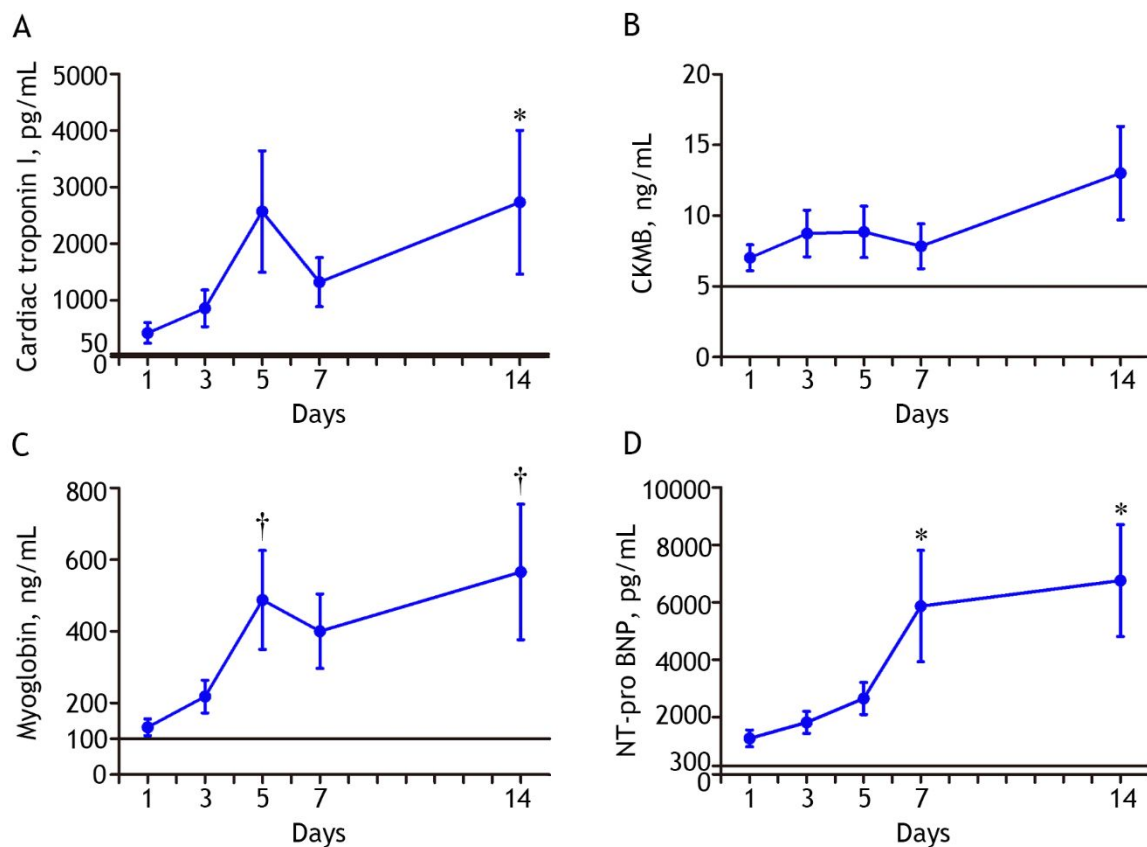 A
Cardiac troponin I, pg/mL
5000
4000
3000
2000
1000
50
0
*
1 3 5 7 14
Days
B
CKMB, ng/mL
20
15
10
5
0
1 3 5 7 14
Days
C
Myoglobin, ng/mL
800
600
400
200
100
0
† †
1 3 5 7 14
Days
D
NT-pro BNP, pg/mL
10000
8000
6000
4000
2000
300
0
* *
1 3 5 7 14
Days